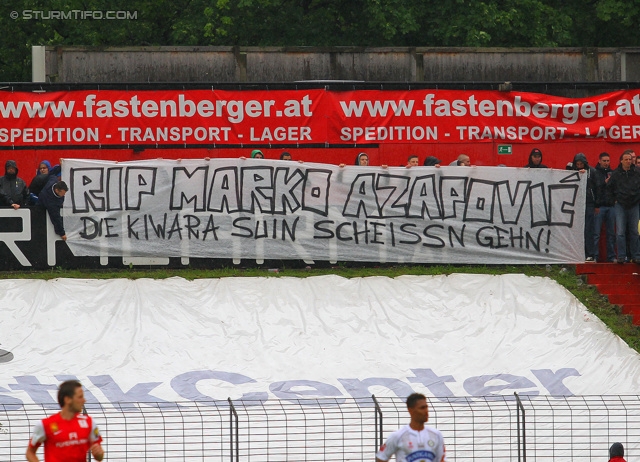 © STURMTIFO.COM
www.fastenberger.at www.fastenberger.at
SPEDITION - TRANSPORT - LAGER SPEDITION - TRANSPORT - LAGER
RIP MARKO AZAPOVIĆ
DIE KIWARA SUIN SCHEISSN GEHN!
stikCenter